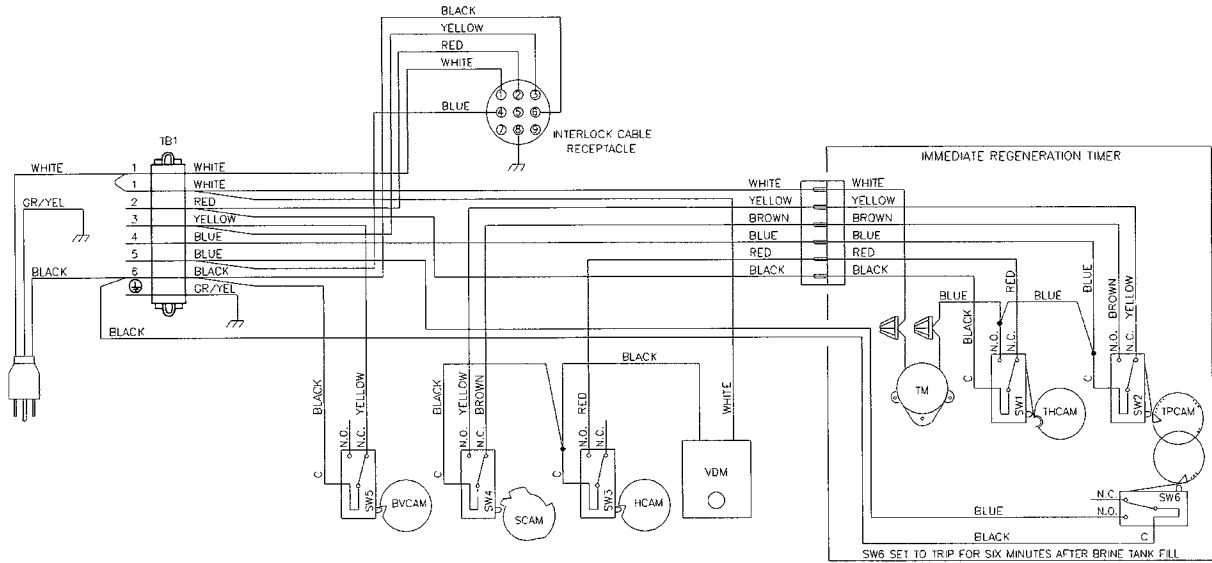 BLACK
YELLOW
RED
WHITE
1 2 3
BLUE
4 5 6
7 8 9
INTERLOCK CABLE
RECEPTACLE
TB1
IMMEDIATE REGENERATION TIMER
WHITE 1 WHITE
1 WHITE
WHITE WHITE
GR/YEL 2 RED
YELLOW YELLOW
3 YELLOW
BROWN BROWN
4 BLUE
BLUE BLUE
5 BLUE
RED RED
BLACK 6 BLACK
BLACK BLACK
GR/YEL
BLACK
BLUE
BLUE
BLACK
RED
BLUE
BROWN
YELLOW
N.O.
N.C.
N.O.
N.C.
C
C
TM
SW1
THCAM
SW2
TPCAM
BLACK
BLACK
YELLOW
YELLOW
BROWN
RED
WHITE
N.O.
N.C.
N.O.
N.C.
N.O.
N.C.
C
C
C
SW5
BVCAM
SW4
SCAM
SW3
HCAM
VDM
N.C.
N.O.
SW6
BLUE
BLACK
C
SW6 SET TO TRIP FOR SIX MINUTES AFTER BRINE TANK FILL